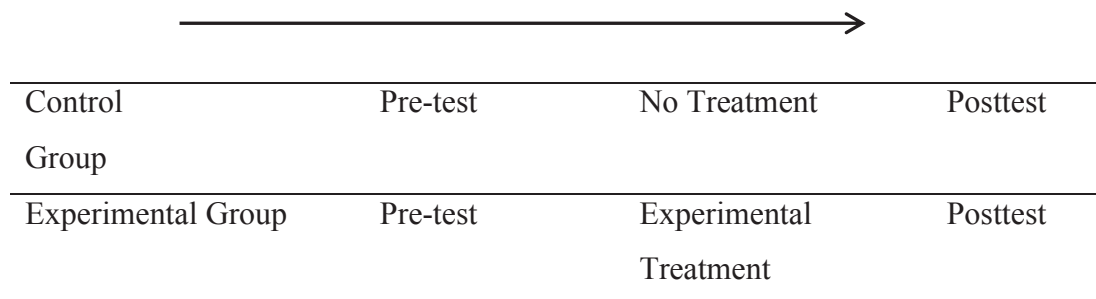 Control Pre-test No Treatment Posttest
Group
Experimental Group Pre-test Experimental Posttest
Treatment